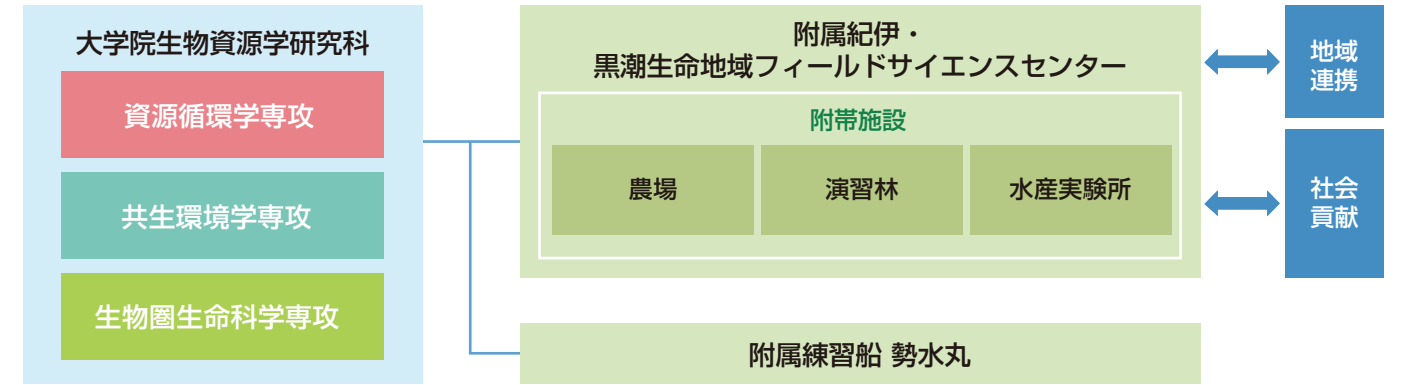 大学院生物資源学研究科
資源循環学専攻
共生環境学専攻
生物圏生命科学専攻
附属紀伊・
黒潮生命地域フィールドサイエンスセンター
附帯施設
農場
演習林
水産実験所
附属練習船 勢水丸
地域
連携
社会
貢献